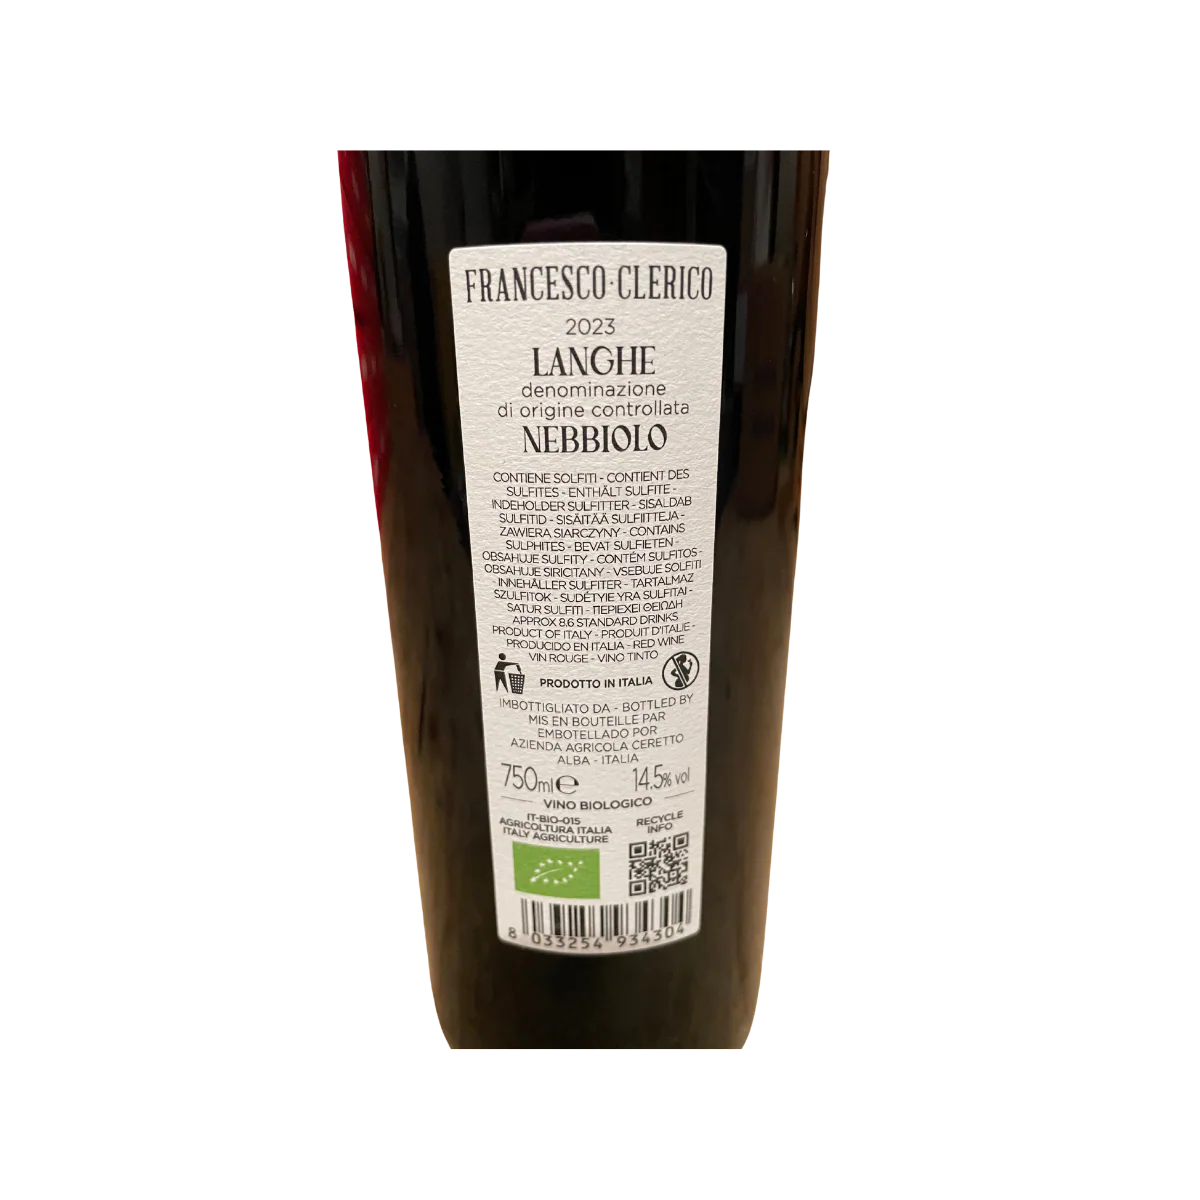 FRANCESCO·CLERICO
2023
LANGHE
denominazione
di origine controllata
NEBBIOLO
CONTIENE SOLFITI - CONTIENT DES
SULFITES - ENTHÄLT SULFITE -
INDEHOLDER SULFITTER - SISALDAB
SULFITID - SISÄITÄÄ SULFIITTEJA -
ZAWIERA SIARCZYNY - CONTAINS
SULPHITES - BEVAT SULFIETEN -
OBSAHUJE SULFITY - CONTÉM SULFITOS -
OBSAHUJE SIRICITANY - VSEBUJE SOLFITI
- INNEHÅLLER SULFITER - TARTALMAZ
SZULFITOK - SUDĖTYJE YRA SULFITAI -
SATUR SULFITI - ΠΕΡΙΕΧΕΙ ΘΕΙΩΔΗ
APPROX 8.6 STANDARD DRINKS
PRODUCT OF ITALY - PRODUIT D'ITALIE -
PRODUCIDO EN ITALIA - RED WINE
VIN ROUGE - VINO TINTO
PRODOTTO IN ITALIA
IMBOTTIGLIATO DA - BOTTLED BY
MIS EN BOUTEILLE PAR
EMBOTELLADO POR
AZIENDA AGRICOLA CERETTO
ALBA - ITALIA
750ml℮ 14.5% vol
VINO BIOLOGICO
IT-BIO-015
AGRICOLTURA ITALIA
ITALY AGRICULTURE
RECYCLE
INFO
8 033254 934304